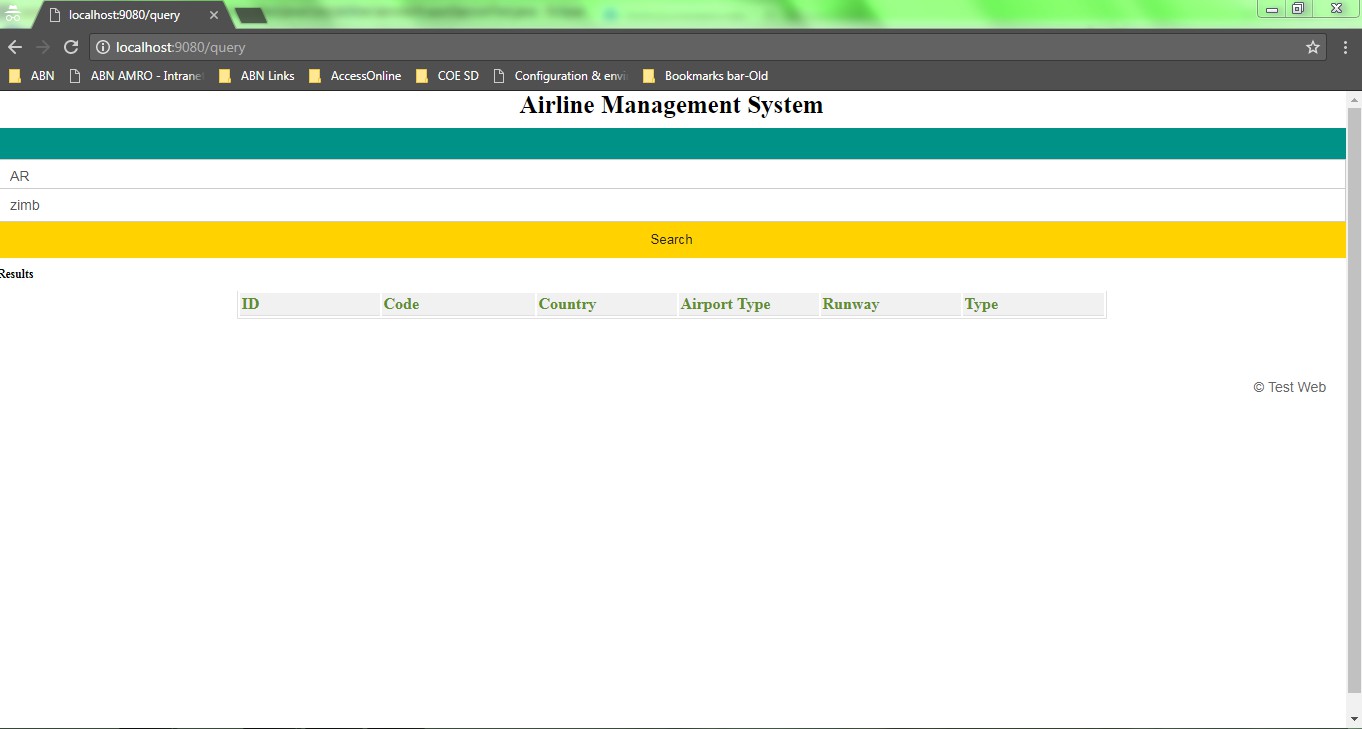 localhost:9080/query
localhost:9080/query
ABN ABN AMRO - Intranet ABN Links AccessOnline COE SD Configuration & envi Bookmarks bar-Old
Airline Management System
AR
zimb
Search
Results
ID Code Country Airport Type Runway Type
© Test Web